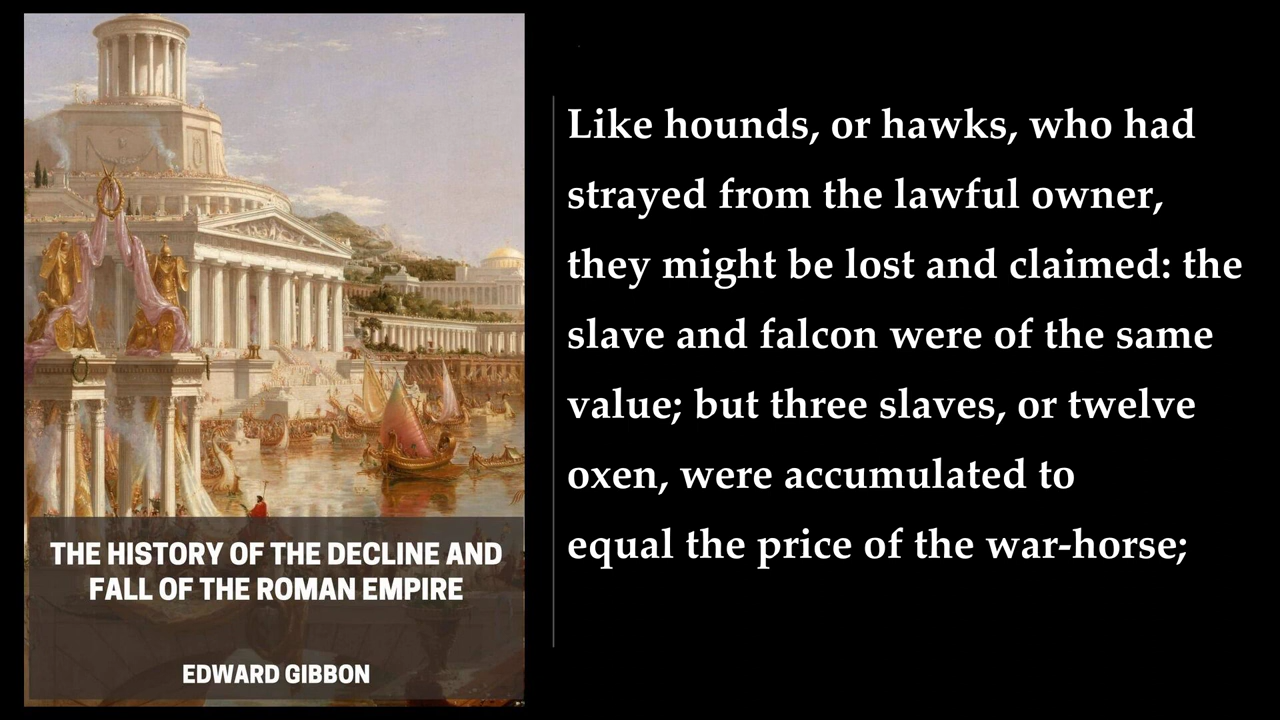 THE HISTORY OF THE DECLINE AND
FALL OF THE ROMAN EMPIRE
EDWARD GIBBON
Like hounds, or hawks, who had
strayed from the lawful owner,
they might be lost and claimed: the
slave and falcon were of the same
value; but three slaves, or twelve
oxen, were accumulated to
equal the price of the war-horse;